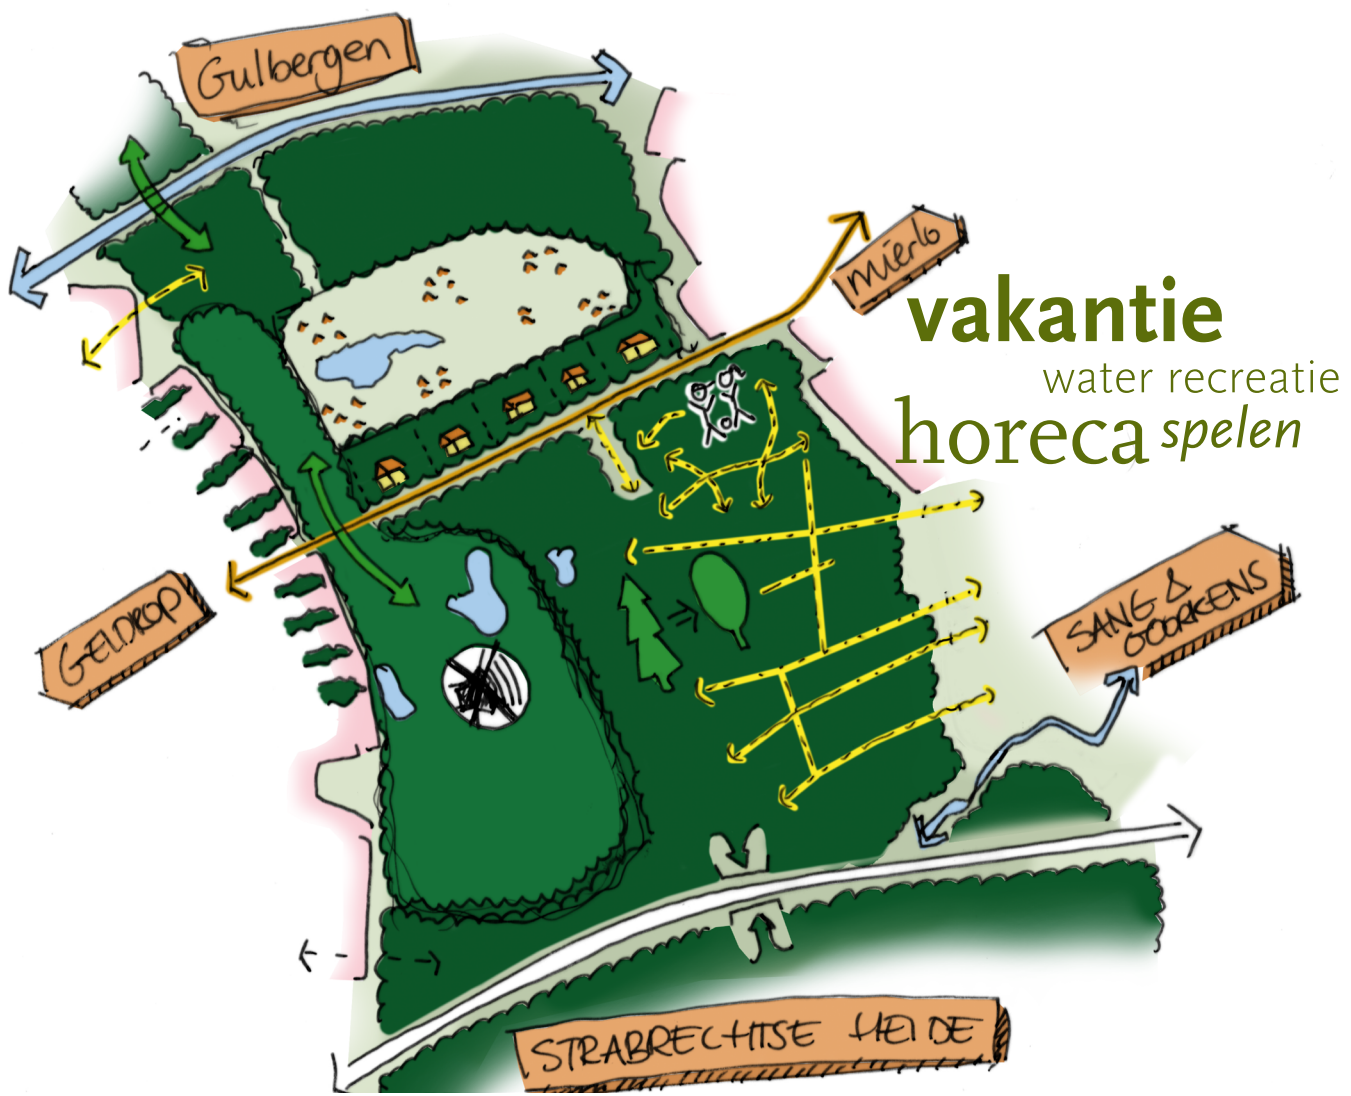 Gulbergen
mierlo
vakantie
water recreatie
horeca spelen
GELDROP
SANG &
GOORKENS
STRABRECHTSE HEIDE